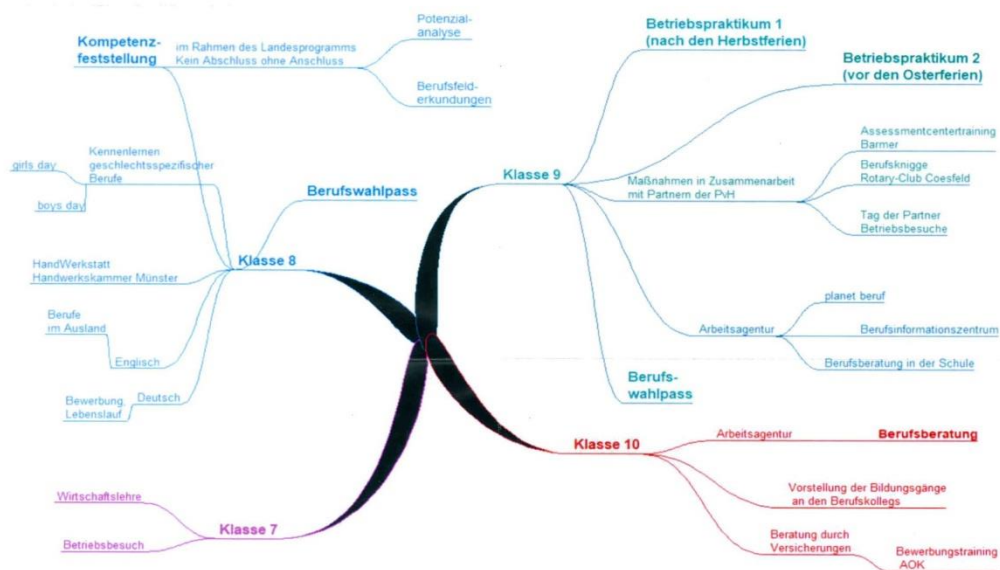 Kompetenz-
feststellung
im Rahmen des Landesprogramms
Kein Abschluss ohne Anschluss
Potenzial-
analyse
Berufsfeld-
erkundungen
girls day
boys day
Kennenlernen
geschlechtsspezifischer
Berufe
Berufswahlpass
Klasse 8
HandWerkstatt
Handwerkskammer Münster
Berufe
im Ausland
Englisch
Bewerbung,
Lebenslauf
Deutsch
Wirtschaftslehre
Betriebsbesuch
Klasse 7
Betriebspraktikum 1
(nach den Herbstferien)
Betriebspraktikum 2
(vor den Osterferien)
Klasse 9
Maßnahmen in Zusammenarbeit
mit Partnern der PvH
Assessmentcentertraining
Barmer
Berufsknigge
Rotary-Club Coesfeld
Tag der Partner
Betriebsbesuche
Arbeitsagentur
planet beruf
Berufsinformationszentrum
Berufsberatung in der Schule
Berufs-
wahlpass
Klasse 10
Arbeitsagentur
Berufsberatung
Vorstellung der Bildungsgänge
an den Berufskollegs
Beratung durch
Versicherungen
Bewerbungstraining
AOK